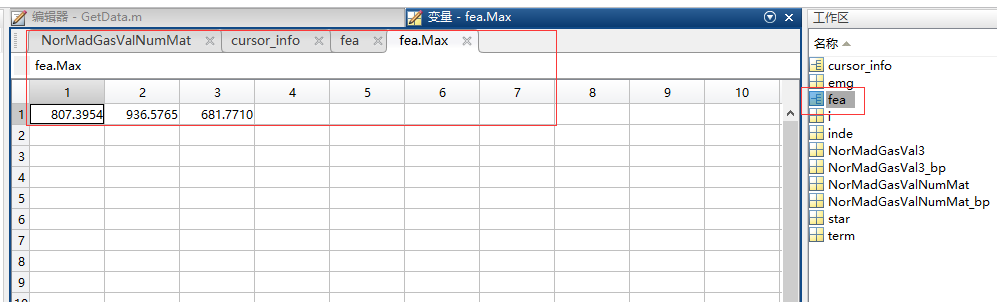 编辑器 - GetData.m
变量 - fea.Max
NorMadGasValNumMat
cursor_info
fea
fea.Max
fea.Max
1 2 3 4 5 6 7 8 9 10
1 807.3954 936.5765 681.7710
2
3
4
5
6
7
8
9
工作区
名称
cursor_info
emg
fea
i
inde
NorMadGasVal3
NorMadGasVal3_bp
NorMadGasValNumMat
NorMadGasValNumMat_bp
star
term